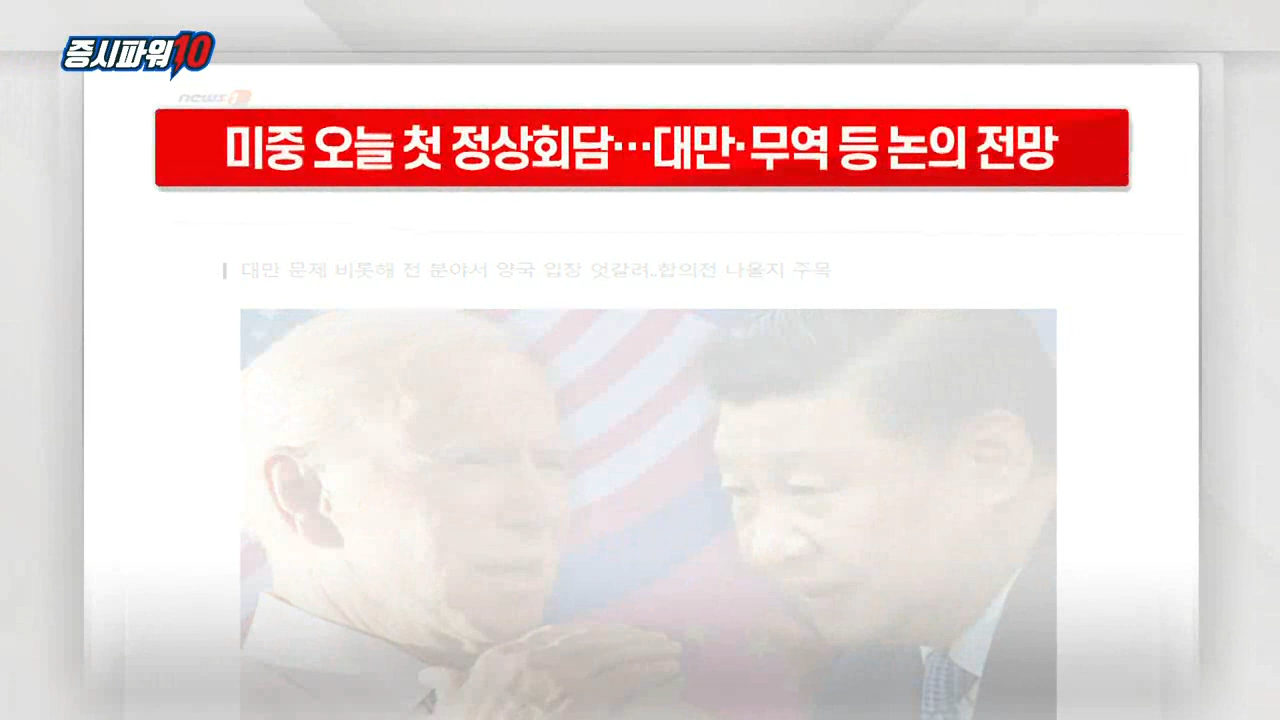 증시파워10
news1
미중 오늘 첫 정상회담…대만·무역 등 논의 전망
대만 문제 비롯해 전 분야서 양국 입장 엇갈려..합의점 나올지 주목